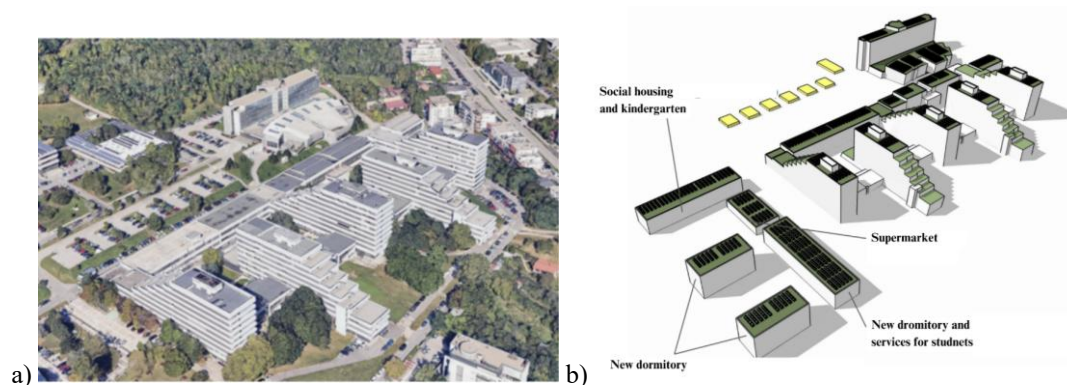 Social housing
and kindergarten
Supermarket
New dromitory and
services for studnets
New dormitory
a)
b)